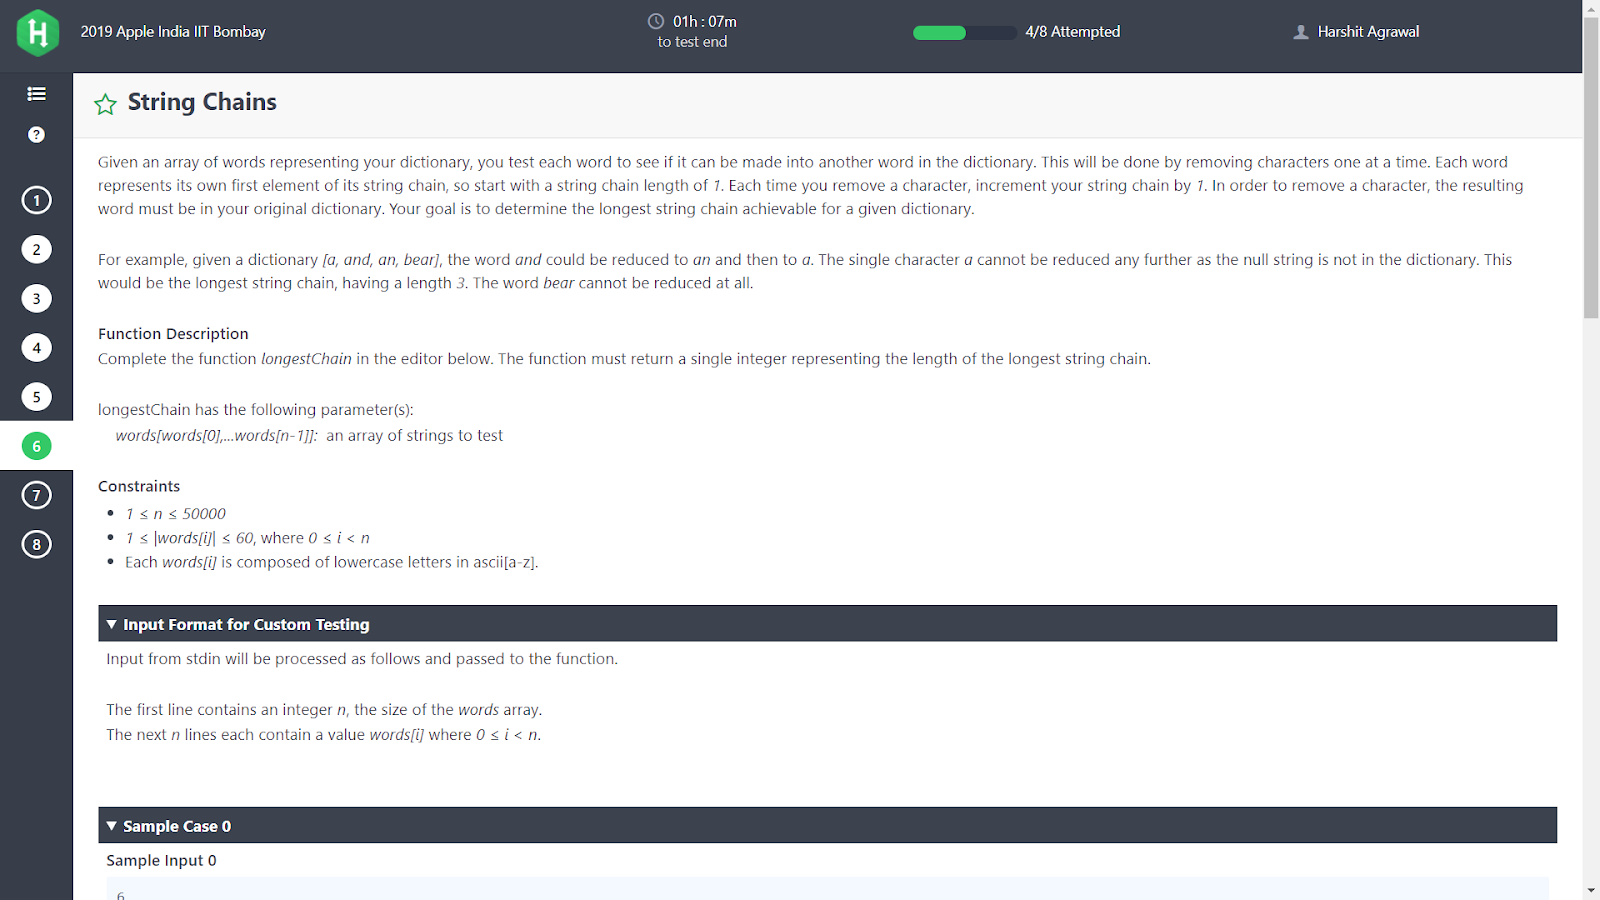 H
2019 Apple India IIT Bombay
01h : 07m
to test end
4/8 Attempted
Harshit Agrawal
?
1
2
3
4
5
6
7
8
String Chains
Given an array of words representing your dictionary, you test each word to see if it can be made into another word in the dictionary. This will be done by removing characters one at a time. Each word
represents its own first element of its string chain, so start with a string chain length of 1. Each time you remove a character, increment your string chain by 1. In order to remove a character, the resulting
word must be in your original dictionary. Your goal is to determine the longest string chain achievable for a given dictionary.
For example, given a dictionary [a, and, an, bear], the word and could be reduced to an and then to a. The single character a cannot be reduced any further as the null string is not in the dictionary. This
would be the longest string chain, having a length 3. The word bear cannot be reduced at all.
Function Description
Complete the function longestChain in the editor below. The function must return a single integer representing the length of the longest string chain.
longestChain has the following parameter(s):
words[words[0],...words[n-1]]: an array of strings to test
Constraints
• 1 ≤ n ≤ 50000
• 1 ≤ |words[i]| ≤ 60, where 0 ≤ i < n
• Each words[i] is composed of lowercase letters in ascii[a-z].
▼ Input Format for Custom Testing
Input from stdin will be processed as follows and passed to the function.
The first line contains an integer n, the size of the words array.
The next n lines each contain a value words[i] where 0 ≤ i < n.
▼ Sample Case 0
Sample Input 0
6